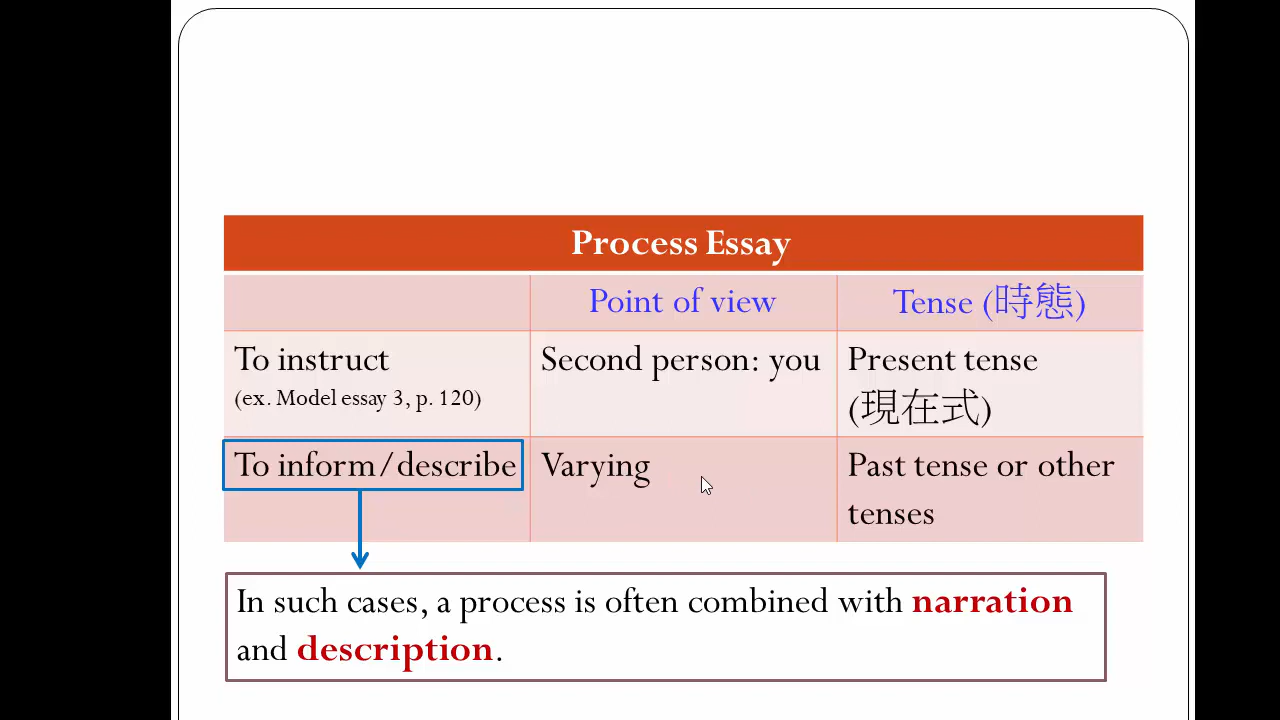 Process Essay
Point of view
Tense (時態)
To instruct
(ex. Model essay 3, p. 120)
Second person: you
Present tense
(現在式)
To inform/describe
Varying
Past tense or other
tenses
In such cases, a process is often combined with narration
and description.